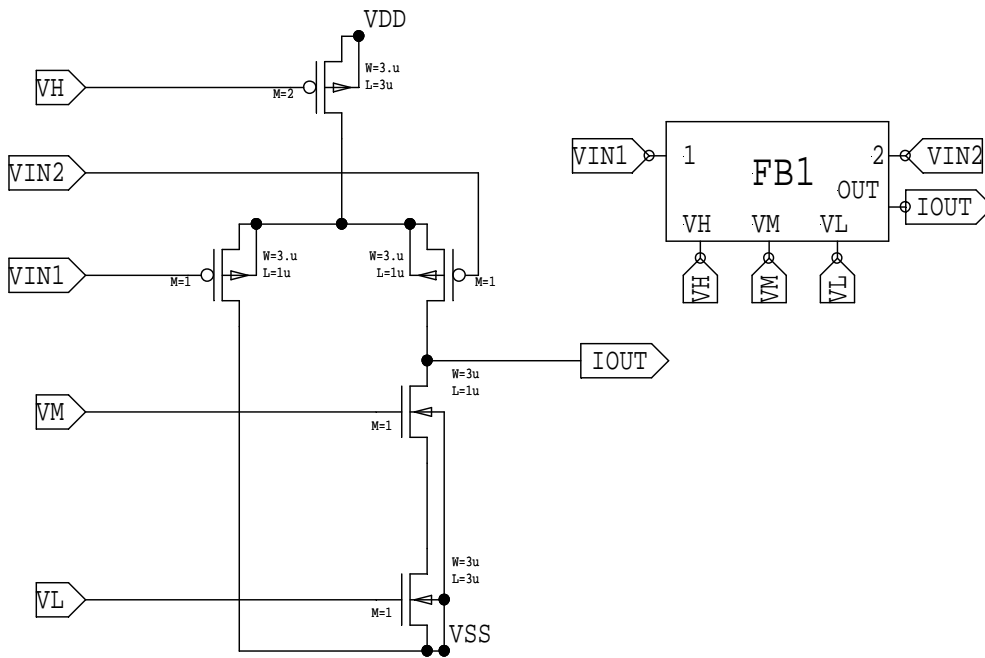 VDD
VH
M=2
W=3.u
L=3u
VIN2
VIN1
M=1
W=3.u
L=1u
W=3.u
L=1u
M=1
IOUT
VM
M=1
W=3u
L=1u
VL
M=1
W=3u
L=3u
VSS
VIN1
1
FB1
2
VIN2
OUT
IOUT
VH
VM
VL
VH
VM
VL